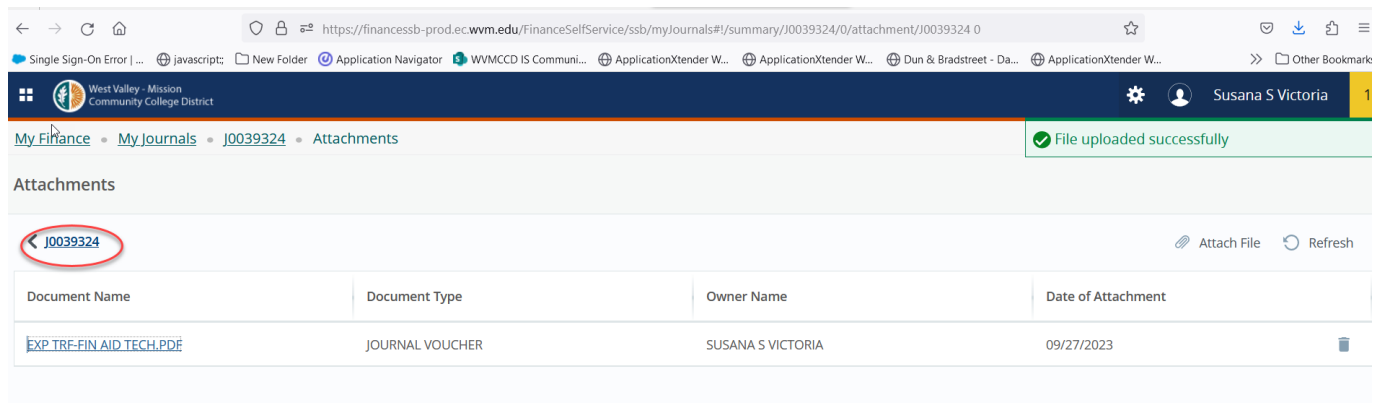 https://financessb-prod.ec.wvm.edu/FinanceSelfService/ssb/myJournals#!/summary/J0039324/0/attachment/J0039324 0
Single Sign-On Error | ... javascript:; New Folder Application Navigator WVMCCD IS Communi... ApplicationXtender W... ApplicationXtender W... Dun & Bradstreet - Da... ApplicationXtender W... Other Bookmark
West Valley - Mission
Community College District
Susana S Victoria 1
My Finance • My Journals • J0039324 • Attachments
File uploaded successfully
Attachments
J0039324 Attach File Refresh
Document Name Document Type Owner Name Date of Attachment
EXP TRF-FIN AID TECH.PDF JOURNAL VOUCHER SUSANA S VICTORIA 09/27/2023